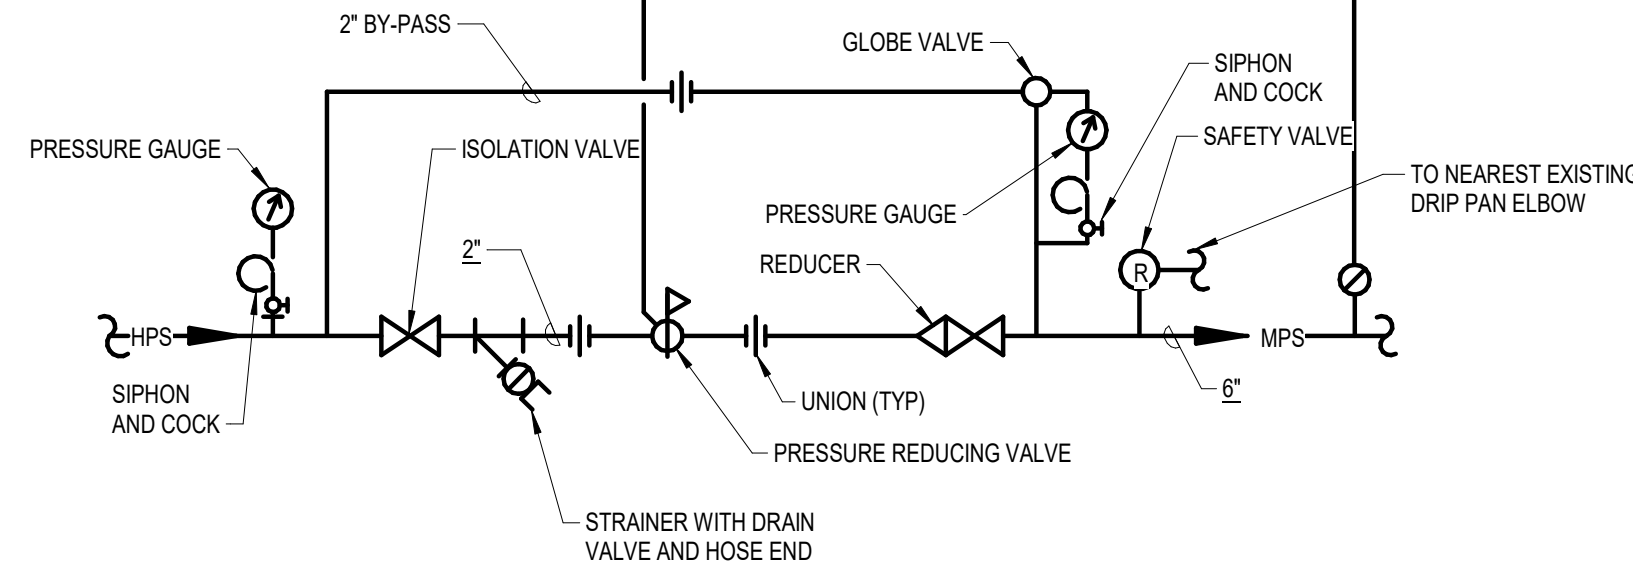 2" BY-PASS
GLOBE VALVE
SIPHON
AND COCK
SAFETY VALVE
PRESSURE GAUGE
ISOLATION VALVE
TO NEAREST EXISTING
DRIP PAN ELBOW
PRESSURE GAUGE
2"
REDUCER
R
HPS
MPS
SIPHON
AND COCK
6"
UNION (TYP)
PRESSURE REDUCING VALVE
STRAINER WITH DRAIN
VALVE AND HOSE END